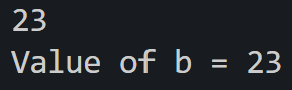 23
Value of b = 23